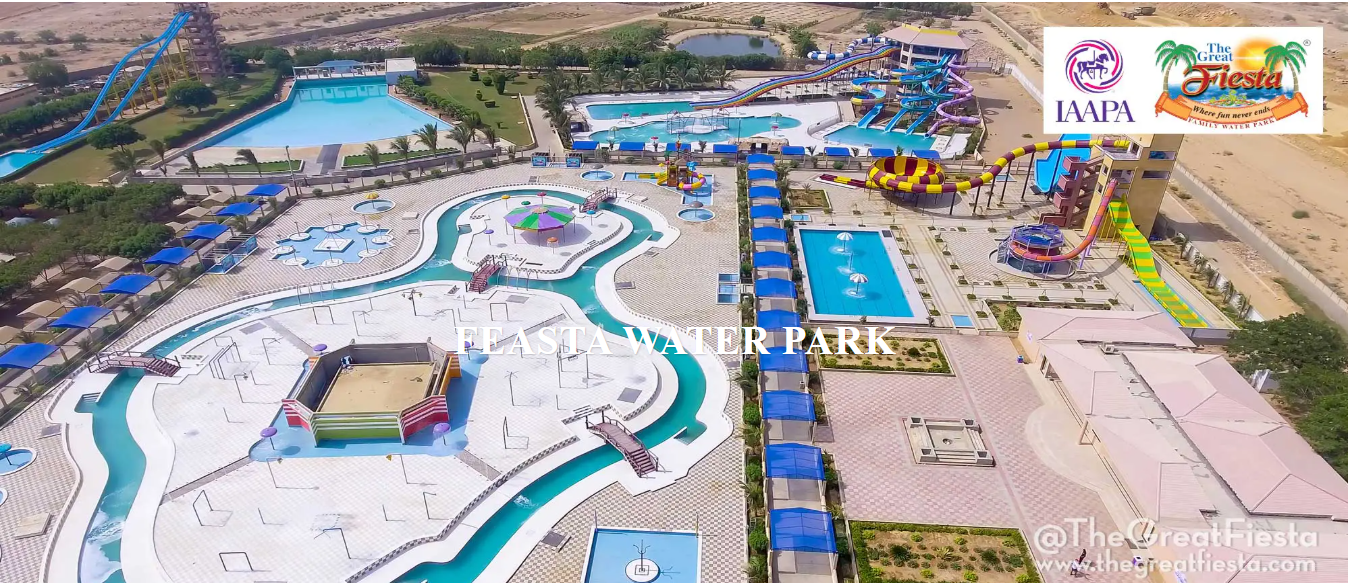 IAAPA
The
Great
Fiesta®
Where fun never ends...
FAMILY WATER PARK
FEASTA WATER PARK
@TheGreatFiesta
www.thegreatfiesta.com